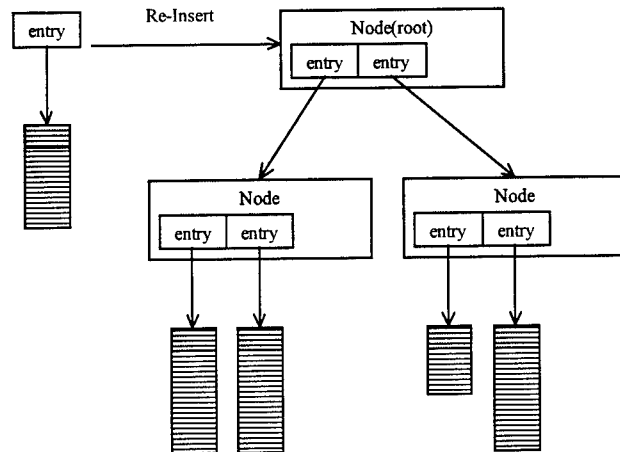 Re-Insert
entry
Node(root)
entry entry
Node
entry entry
Node
entry entry